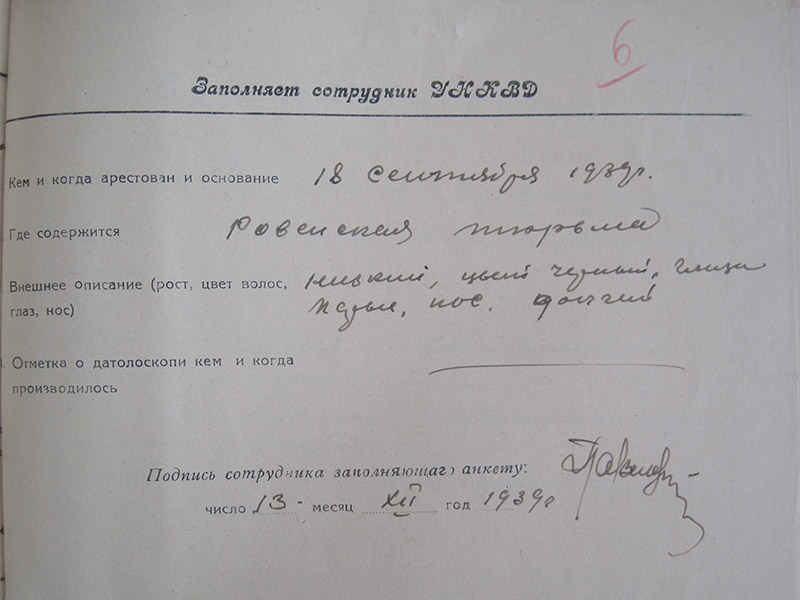 6
Заполняет сотрудник УНКВД
Кем и когда арестован и основание 18 Сентября 1939г.
Где содержится Ровенская тюрьма
Внешнее описание (рост, цвет волос, низкий, цвет черный, глаза
глаз, нос) нос.
Отметка о датолоскопи кем и когда
производилось
Подпись сотрудника заполняющаго анкету:
число 13 - месяц XII год 1939г